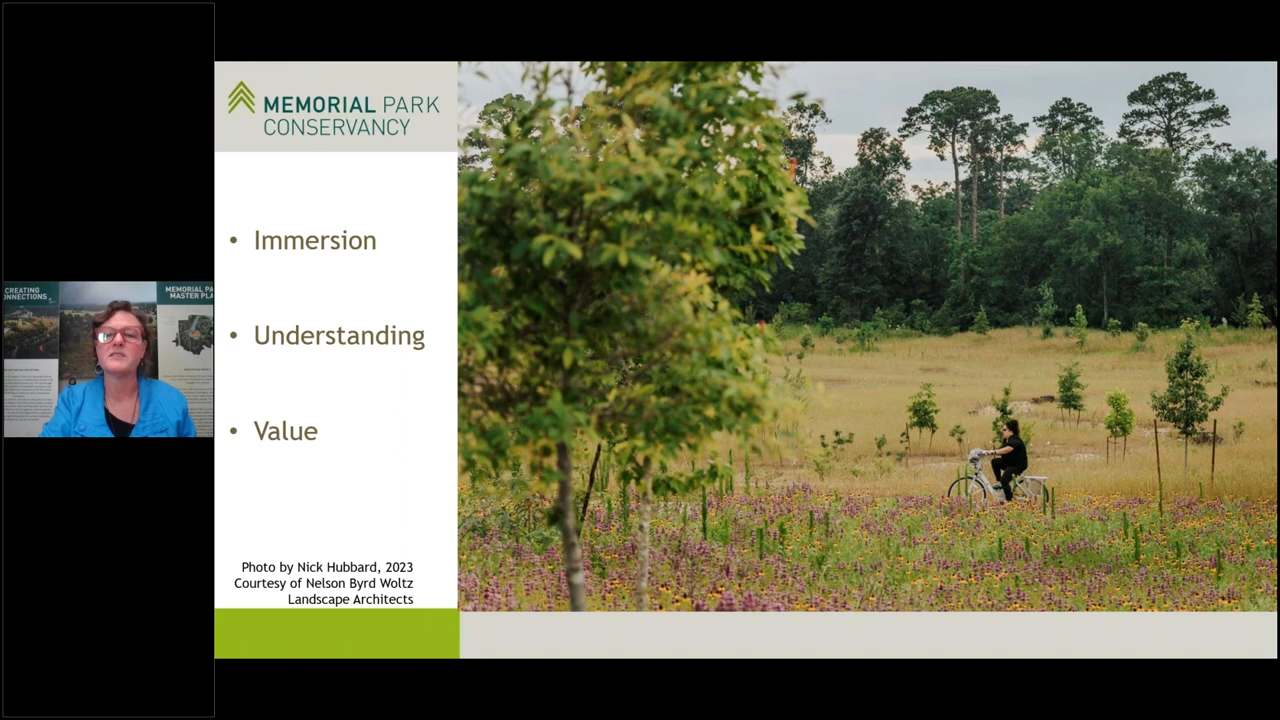 MEMORIAL PARK
CONSERVANCY
• Immersion
• Understanding
• Value
Photo by Nick Hubbard, 2023
Courtesy of Nelson Byrd Woltz
Landscape Architects
CREATING
ONNECTIONS
MEMORIAL PA
MASTER PLA